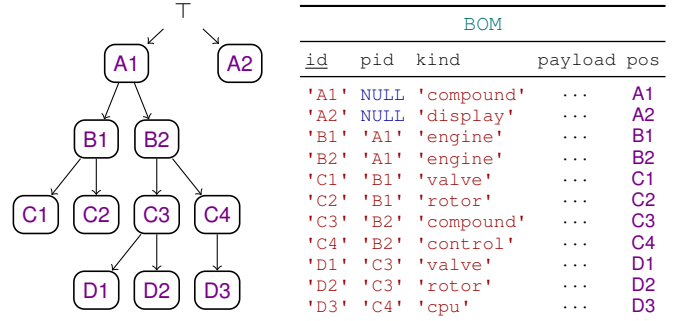 ⊤
A1 A2
B1 B2
C1 C2 C3 C4
D1 D2 D3
BOM
id pid kind payload pos
'A1' NULL 'compound' ··· A1
'A2' NULL 'display' ··· A2
'B1' 'A1' 'engine' ··· B1
'B2' 'A1' 'engine' ··· B2
'C1' 'B1' 'valve' ··· C1
'C2' 'B1' 'rotor' ··· C2
'C3' 'B2' 'compound' ··· C3
'C4' 'B2' 'control' ··· C4
'D1' 'C3' 'valve' ··· D1
'D2' 'C3' 'rotor' ··· D2
'D3' 'C4' 'cpu' ··· D3